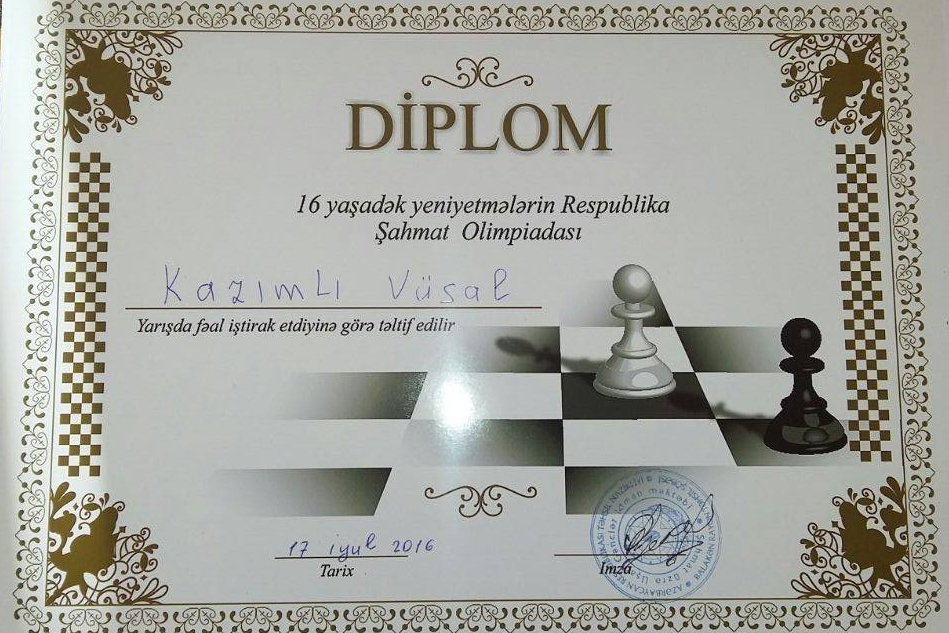 DİPLOM
16 yaşadək yeniyetmələrin Respublika
Şahmat Olimpiadası
Kazımlı Vüsal
Yarışda fəal iştirak etdiyinə görə təltif edilir
17 iyul 2016
Tarix
İmza